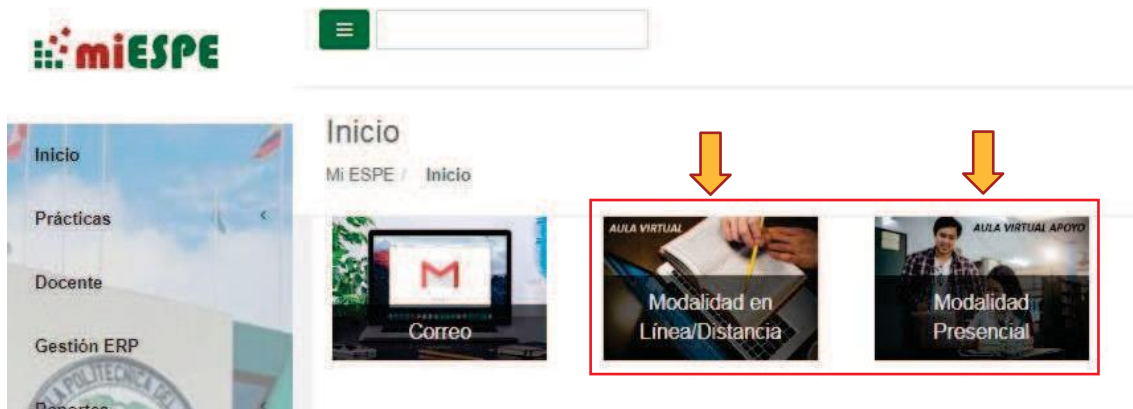 miESPE
Inicio
Prácticas
Docente
Gestión ERP
Reportes
Inicio
Mi ESPE / Inicio
M
Correo
AULA VIRTUAL
Modalidad en
Línea/Distancia
AULA VIRTUAL APOYO
Modalidad
Presencial